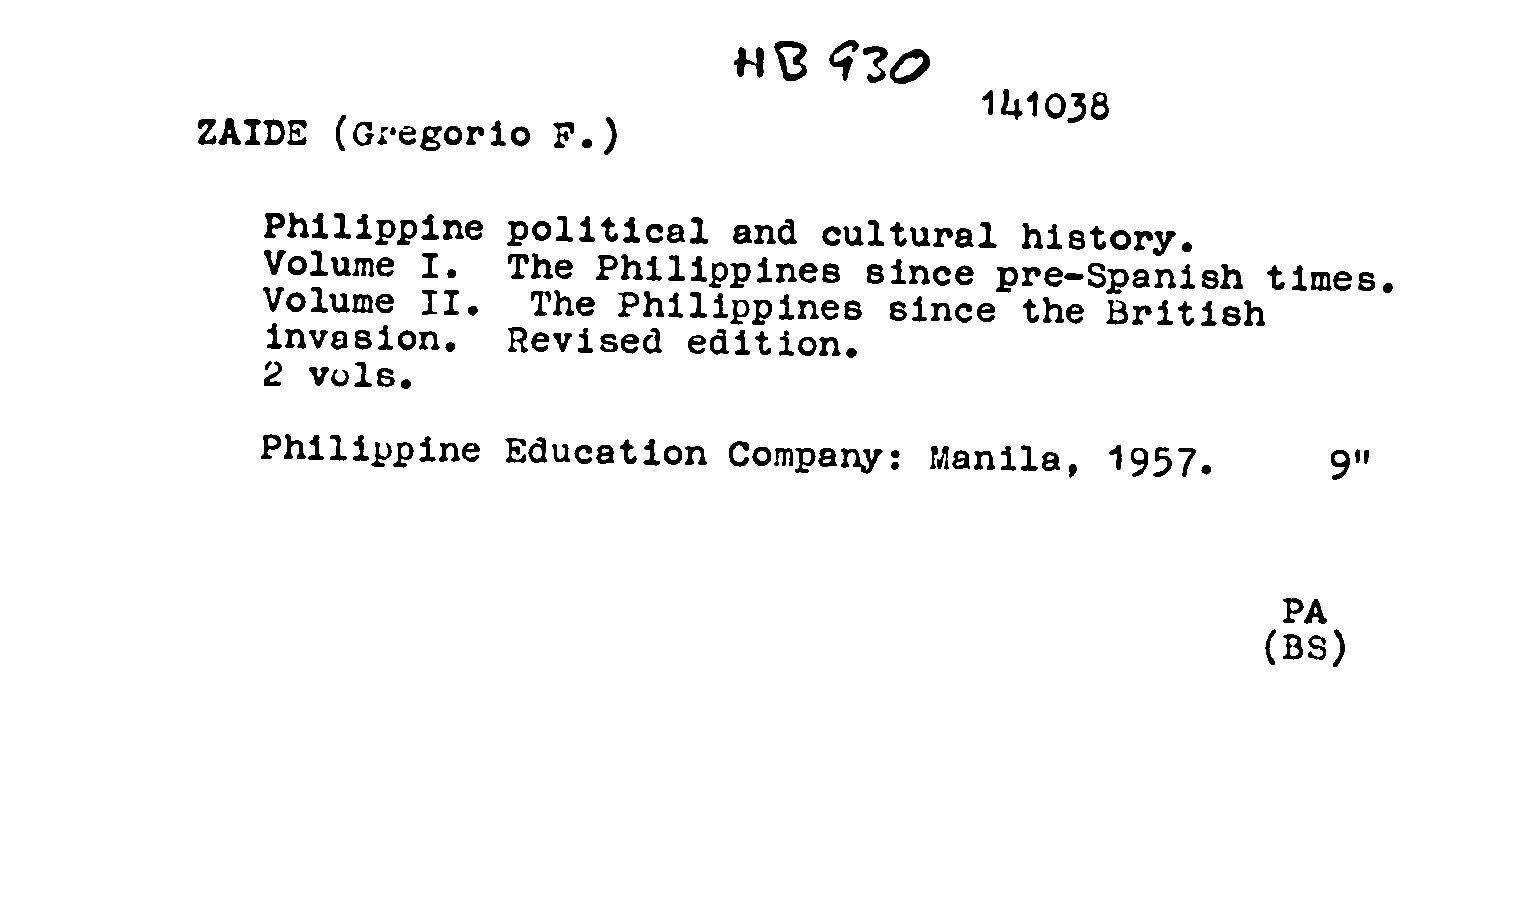 HB 930
141038
ZAIDE (Gregorio F.)
Philippine political and cultural history.
Volume I. The Philippines since pre-Spanish times.
Volume II. The Philippines since the British
invasion. Revised edition.
2 vols.
Philippine Education Company: Manila, 1957. 9"
PA
(BS)